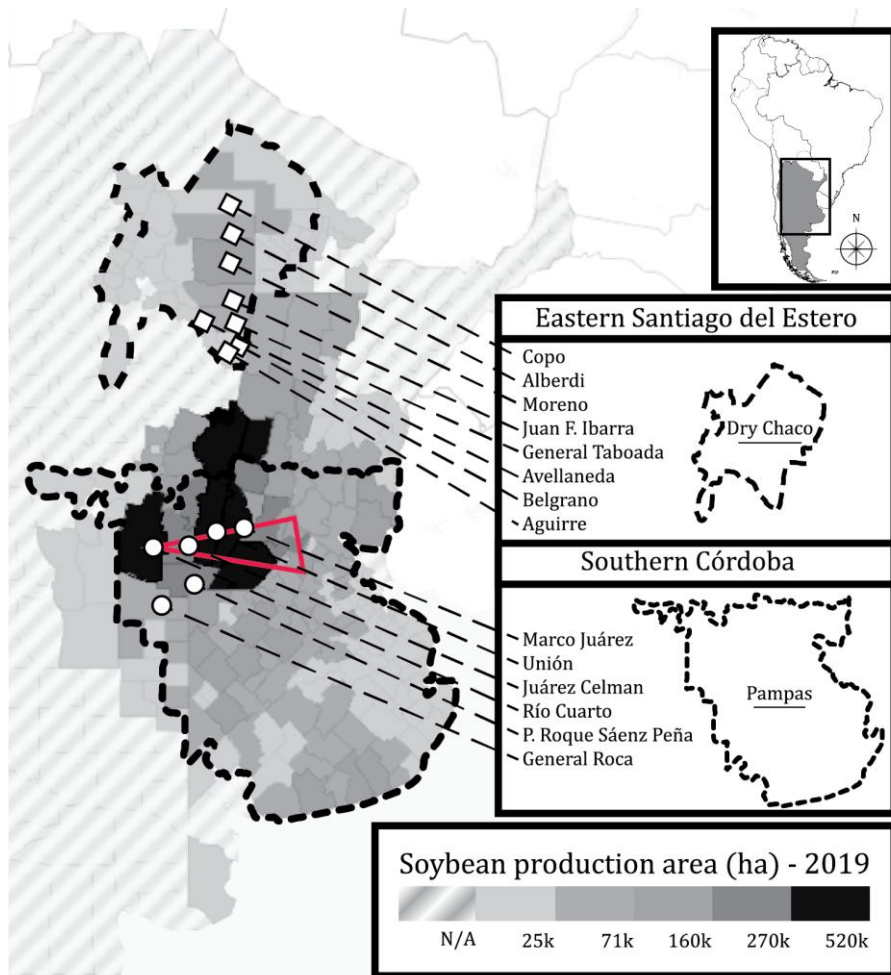 N
Eastern Santiago del Estero
Copo
Alberdi
Moreno
Juan F. Ibarra
General Taboada
Avellaneda
Belgrano
Aguirre
Dry Chaco
Southern Córdoba
Marco Juárez
Unión
Juárez Celman
Río Cuarto
P. Roque Sáenz Peña
General Roca
Pampas
Soybean production area (ha) - 2019
N/A 25k 71k 160k 270k 520k